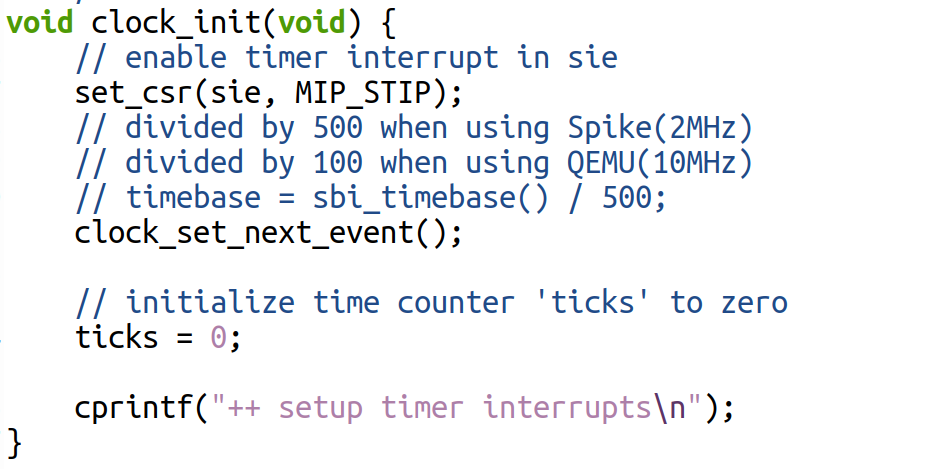 void clock_init(void) {
    // enable timer interrupt in sie
    set_csr(sie, MIP_STIP);
    // divided by 500 when using Spike(2MHz)
    // divided by 100 when using QEMU(10MHz)
    // timebase = sbi_timebase() / 500;
    clock_set_next_event();

    // initialize time counter 'ticks' to zero
    ticks = 0;

    cprintf("++ setup timer interrupts\n");
}